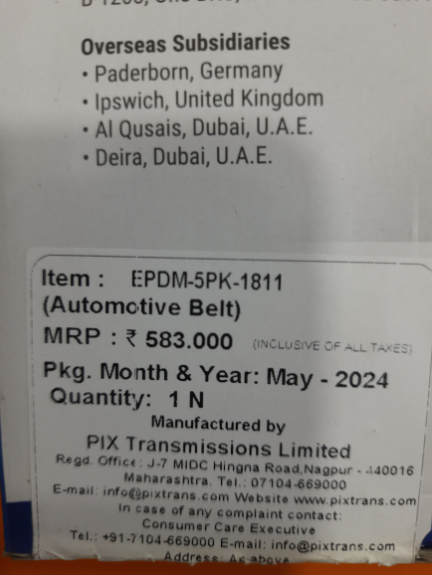 Overseas Subsidiaries
• Paderborn, Germany
• Ipswich, United Kingdom
• Al Qusais, Dubai, U.A.E.
• Deira, Dubai, U.A.E.
Item : EPDM-5PK-1811
(Automotive Belt)
MRP : ₹ 583.000 (INCLUSIVE OF ALL TAXES)
Pkg. Month & Year: May - 2024
Quantity: 1 N
Manufactured by
PIX Transmissions Limited
Regd. Office : J-7 MIDC Hingna Road,Nagpur - 440016
Maharashtra. Tel.: 07104-669000
E-mail: info@pixtrans.com Website www.pixtrans.com
In case of any complaint contact:
Consumer Care Executive
Tel.: +91-7104-669000 E-mail: info@pixtrans.com
Address: As above